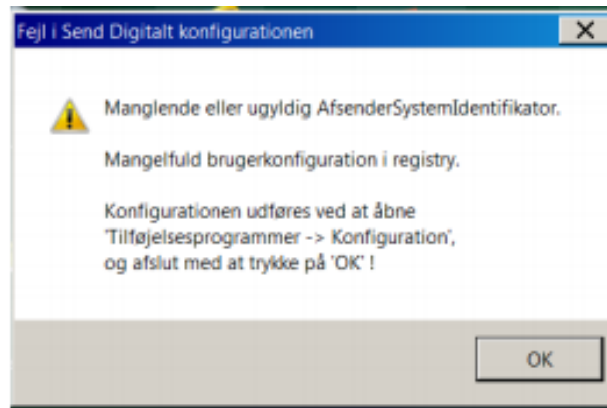 Fejl i Send Digitalt konfigurationen
Manglende eller ugyldig AfsenderSystemIdentifikator.
Mangelfuld brugerkonfiguration i registry.
Konfigurationen udføres ved at åbne
'Tilføjelsesprogrammer -> Konfiguration',
og afslut med at trykke på 'OK' !
OK